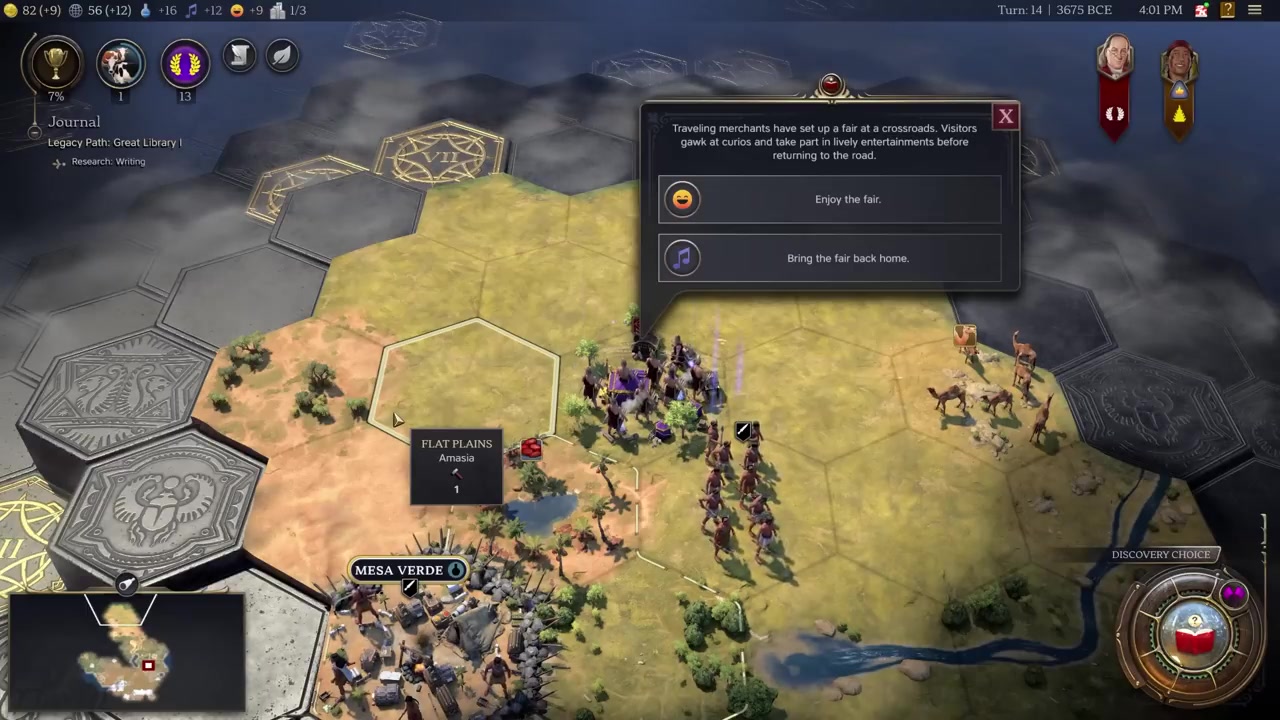 82 (+9) 56 (+12) +16 +12 +9 1/3
Turn: 14 | 3675 BCE 4:01 PM ?
7% 1 13
Journal
Legacy Path: Great Library I
Research: Writing
VII
X
Traveling merchants have set up a fair at a crossroads. Visitors
gawk at curios and take part in lively entertainments before
returning to the road.
Enjoy the fair.
Bring the fair back home.
FLAT PLAINS
Amasia
1
MESA VERDE
II
DISCOVERY CHOICE
?